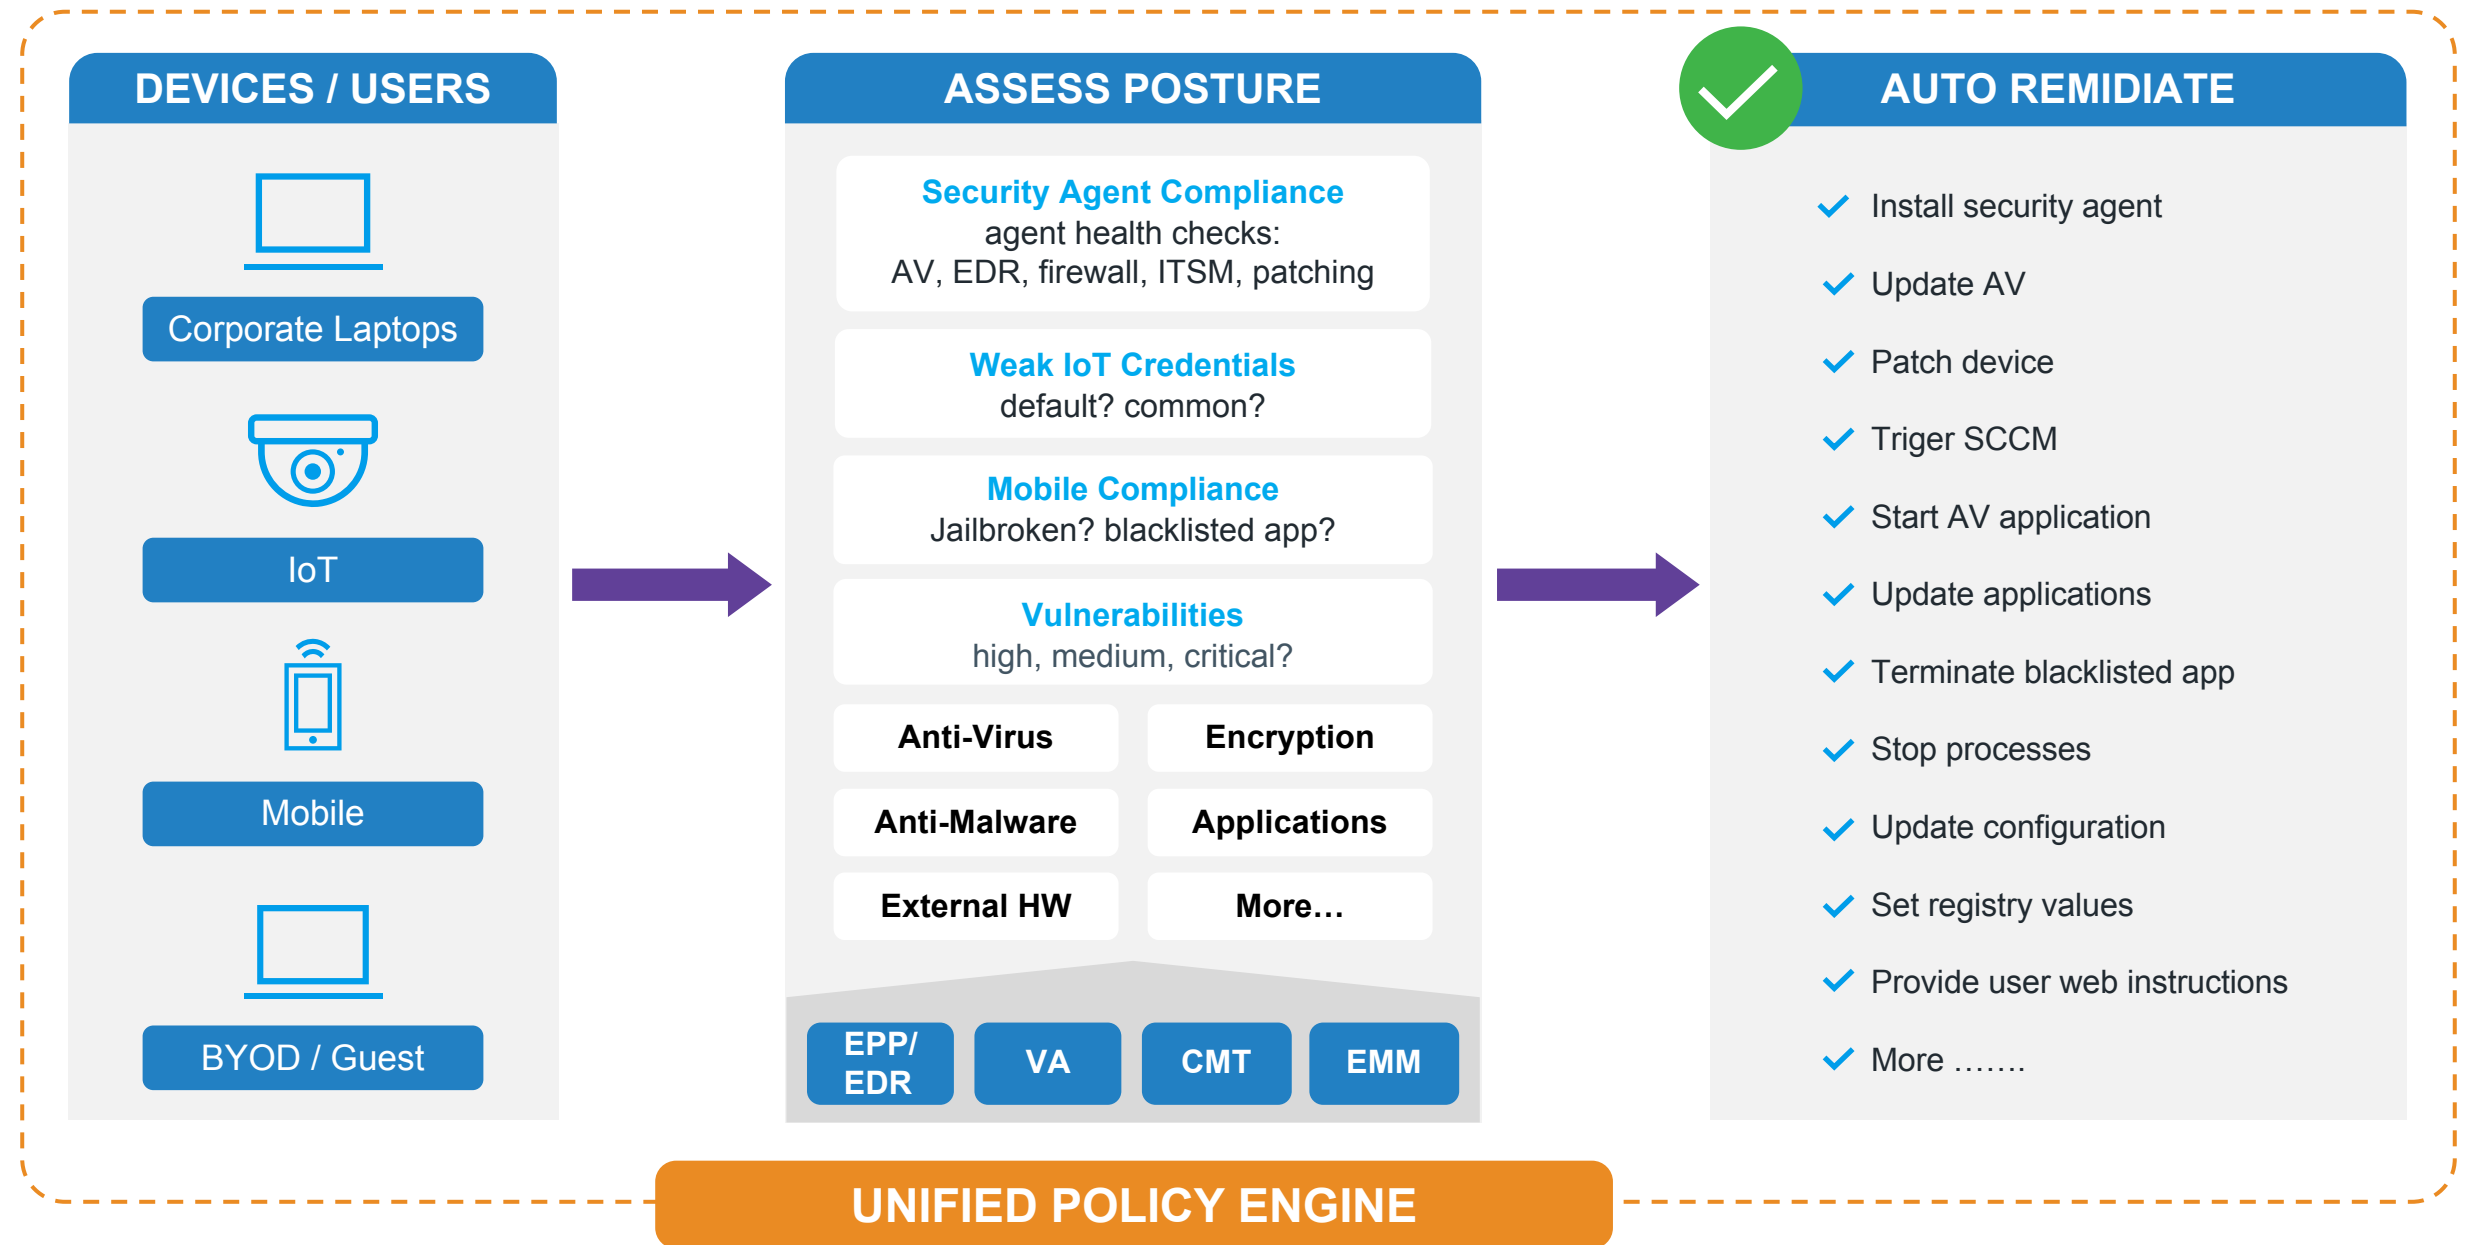 DEVICES / USERS
Corporate Laptops
IoT
Mobile
BYOD / Guest
ASSESS POSTURE
Security Agent Compliance
agent health checks:
AV, EDR, firewall, ITSM, patching
Weak IoT Credentials
default? common?
Mobile Compliance
Jailbroken? blacklisted app?
Vulnerabilities
high, medium, critical?
Anti-Virus
Encryption
Anti-Malware
Applications
External HW
More…
EPP/
EDR
VA
CMT
EMM
AUTO REMIDIATE
Install security agent
Update AV
Patch device
Triger SCCM
Start AV application
Update applications
Terminate blacklisted app
Stop processes
Update configuration
Set registry values
Provide user web instructions
More …….
UNIFIED POLICY ENGINE